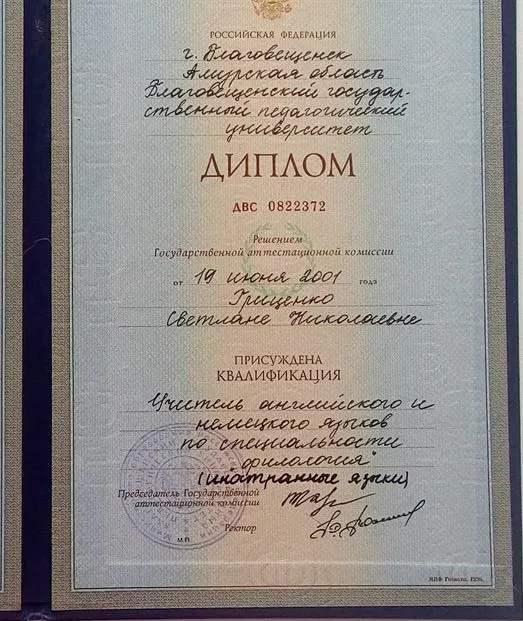 РОССИЙСКАЯ ФЕДЕРАЦИЯ
г. Благовещенск
Амурская область
Благовещенский государ-
ственный педагогический
университет
ДИПЛОМ
ДВС 0822372
Решением
Государственной аттестационной комиссии
от 19 июня 2001 года
Гриценко
Светлане Николаевне
ПРИСУЖДЕНА
КВАЛИФИКАЦИЯ
Учитель английского и
немецкого языков
по специальности
филология"
(иностранные языки)
Председатель Государственной
аттестационной комиссии
Ректор
М.П.